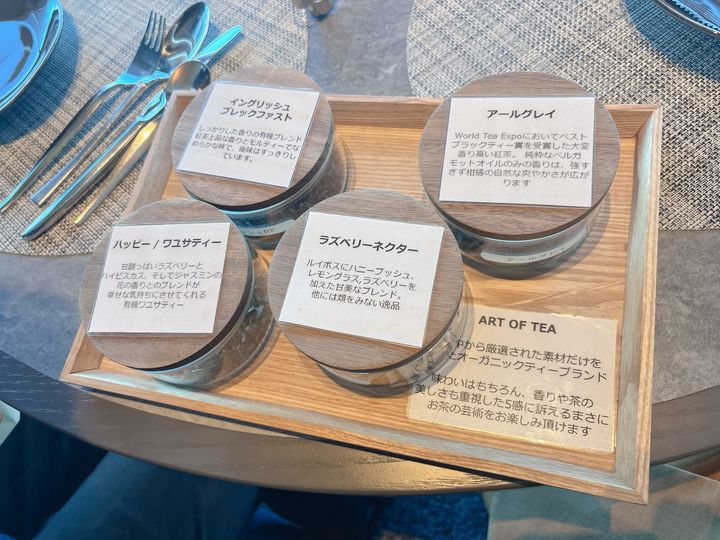 イングリッシュ
ブレックファスト
しっかりした香りの有機ブレンド
紅茶上品な香りとモルティーでな
めらかな味で、後味はすっきりし
ています。
アールグレイ
World Tea Expoにおいてベスト
ブラックティー賞を受賞した大変
香り高い紅茶。 純粋なベルガ
モットオイルのみの香りは、強す
ぎず柑橘の自然な爽やかさが広が
ります
アールグレイ
ハッピー / ワユサティー
甘酸っぱいラズベリーと
ハイビスカス。そしてジャスミンの
花の香りとのブレンドが
幸せな気持ちにさせてくれる
有機ワユサティー
ラズベリーネクター
ルイボスにハニーブッシュ、
レモングラス,ラズベリーを
加えた甘美なブレンド。
他には類をみない逸品
ART OF TEA
中から厳選された素材だけを
とオーガニックティーブランド
味わいはもちろん、香りや茶の
美しさも重視した5感に訴えるまさに
お茶の芸術をお楽しみ頂けます